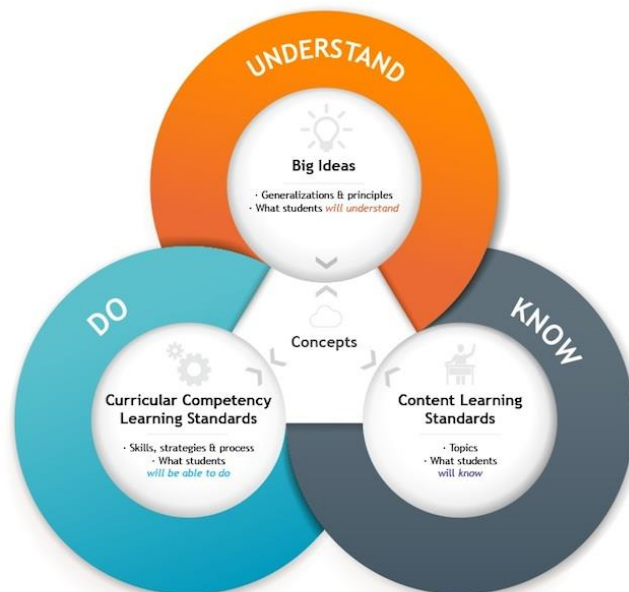 UNDERSTAND
Big Ideas
· Generalizations & principles
· What students will understand
Concepts
DO
Curricular Competency
Learning Standards
· Skills, strategies & process
· What students
will be able to do
KNOW
Content Learning
Standards
· Topics
· What students
will know